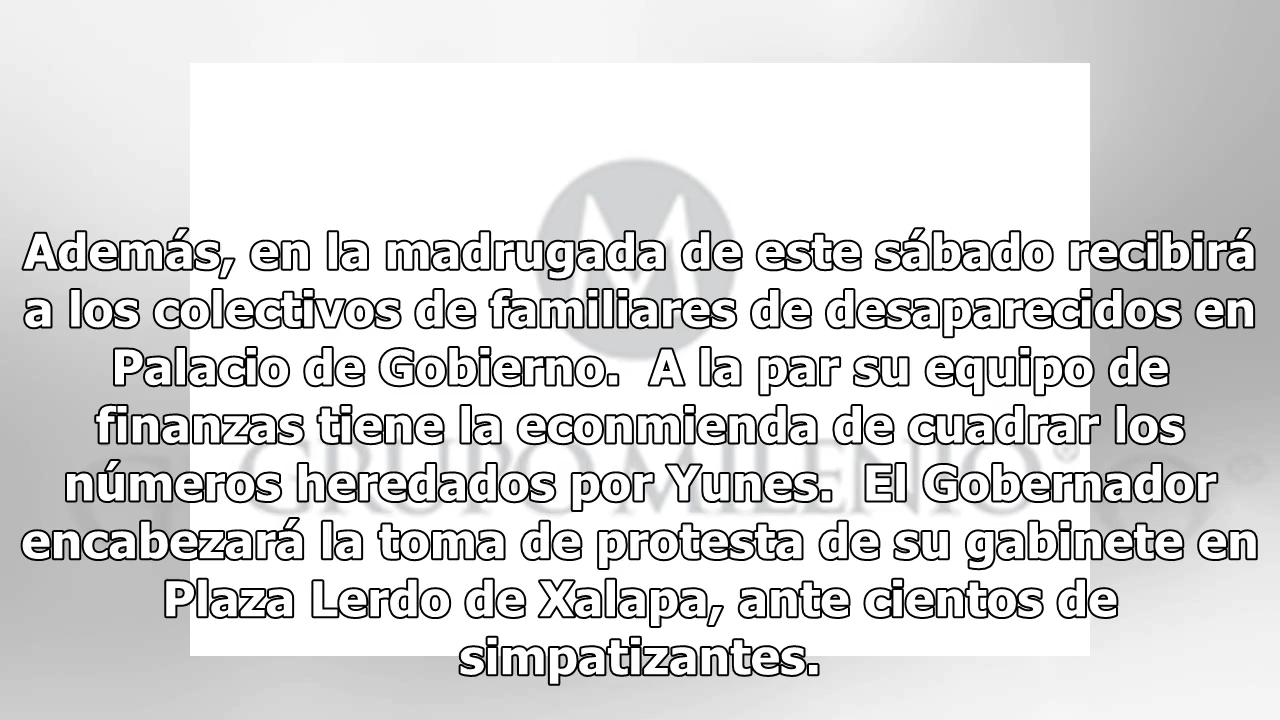 Además, en la madrugada de este sábado recibirá
a los colectivos de familiares de desaparecidos en
Palacio de Gobierno.  A la par su equipo de
finanzas tiene la econmienda de cuadrar los
números heredados por Yunes.  El Gobernador
encabezará la toma de protesta de su gabinete en
Plaza Lerdo de Xalapa, ante cientos de
simpatizantes.
M
GRUPO MILENIO®